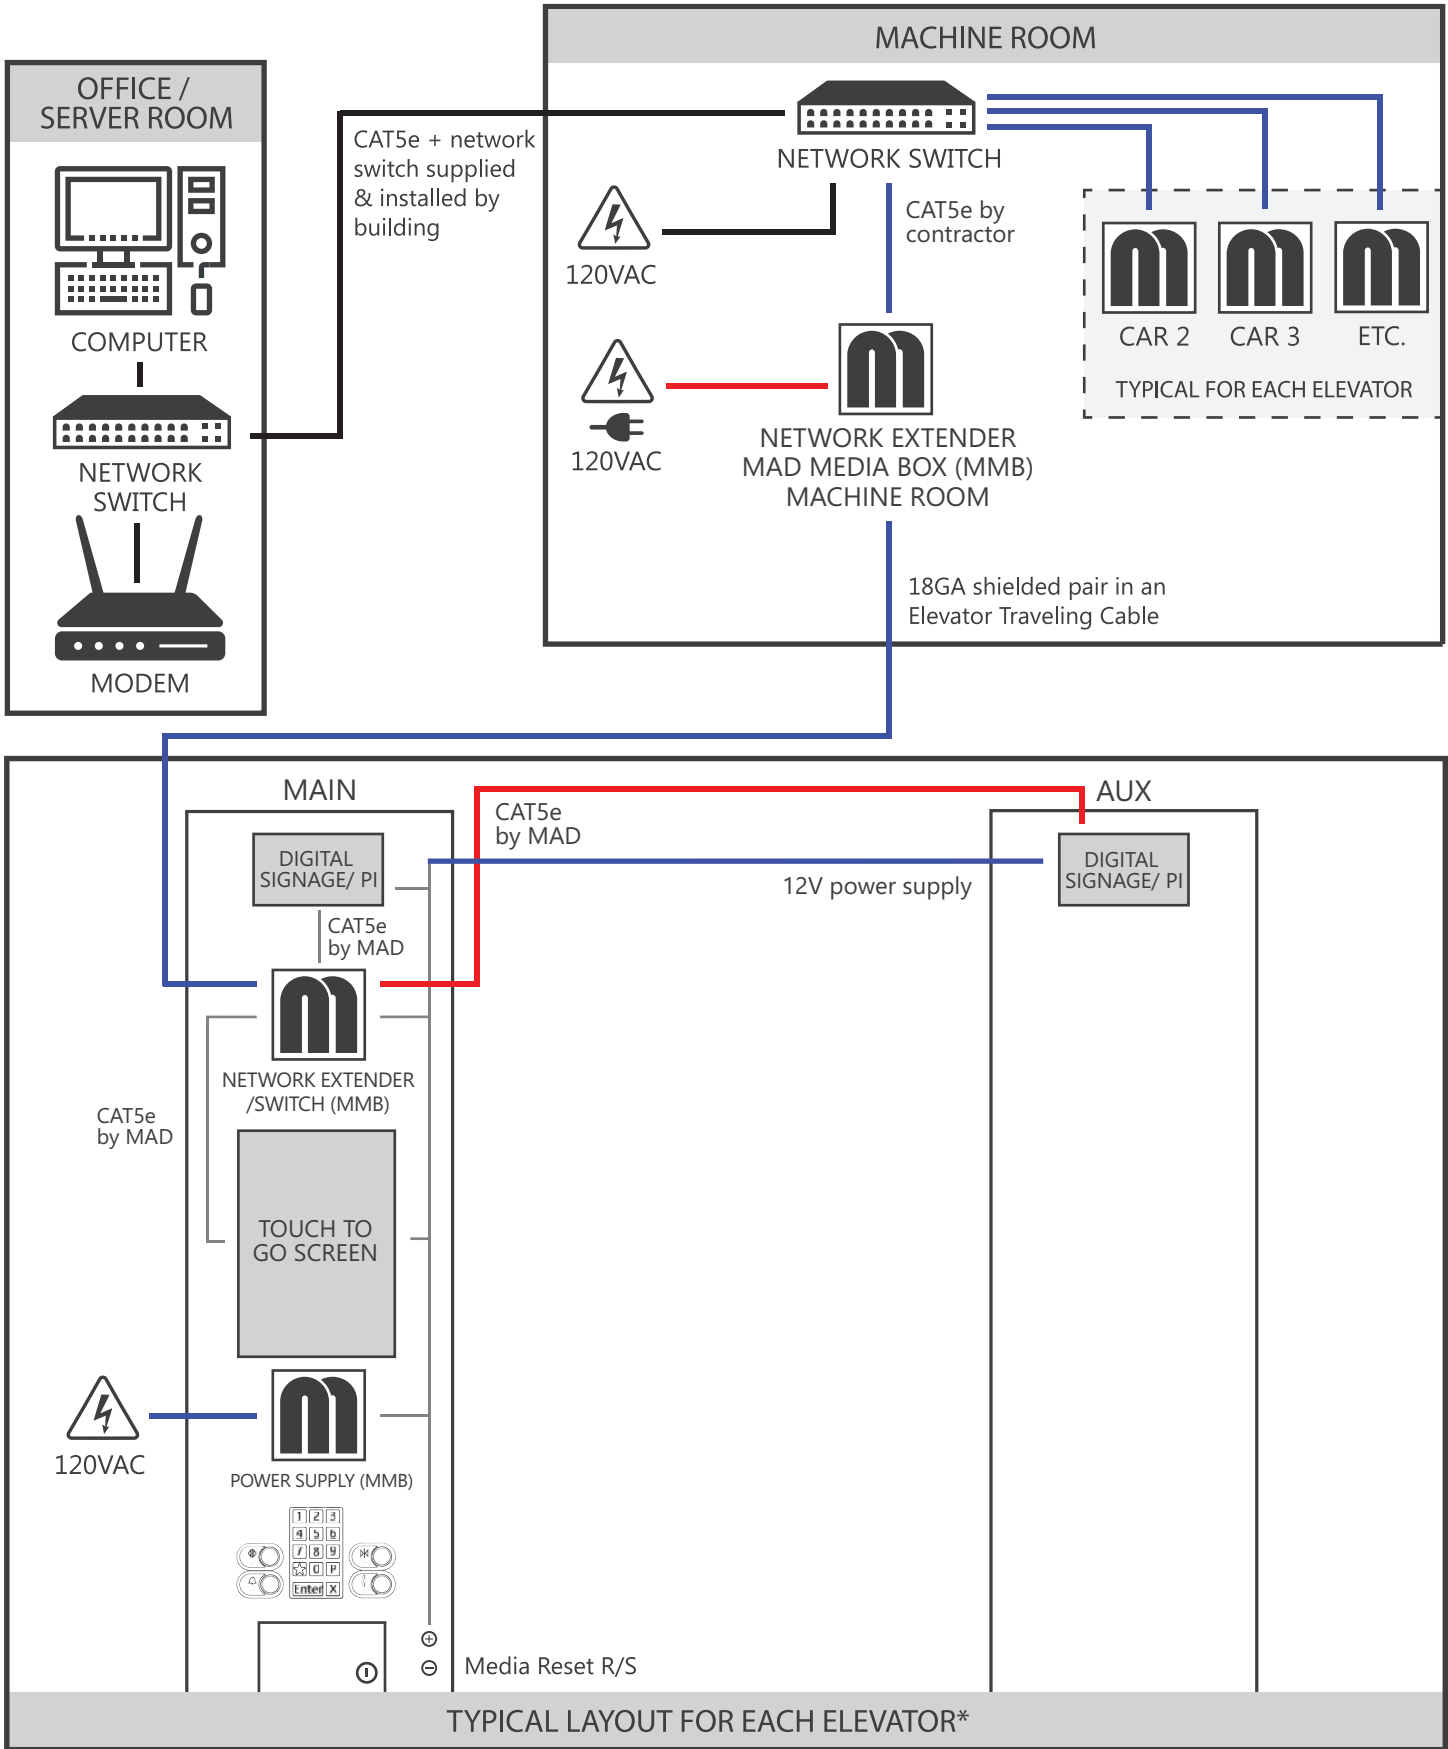 MACHINE ROOM
OFFICE /
SERVER ROOM
CAT5e + network
switch supplied
& installed by
building
NETWORK SWITCH
CAT5e by
contractor
120VAC
CAR 2
CAR 3
ETC.
TYPICAL FOR EACH ELEVATOR
COMPUTER
NETWORK
SWITCH
MODEM
120VAC
NETWORK EXTENDER
MAD MEDIA BOX (MMB)
MACHINE ROOM
18GA shielded pair in an
Elevator Traveling Cable
MAIN
AUX
CAT5e
by MAD
DIGITAL
SIGNAGE/ PI
12V power supply
DIGITAL
SIGNAGE/ PI
CAT5e
by MAD
NETWORK EXTENDER
/SWITCH (MMB)
CAT5e
by MAD
TOUCH TO
GO SCREEN
120VAC
POWER SUPPLY (MMB)
1 2 3
4 5 6
7 8 9
0 P
Enter X
Media Reset R/S
TYPICAL LAYOUT FOR EACH ELEVATOR*